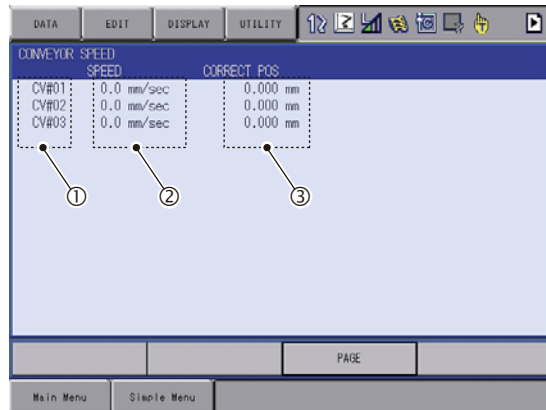 DATA EDIT DISPLAY UTILITY
CONVEYOR SPEED
SPEED CORRECT POS
CV#01 0.0 mm/sec 0.000 mm
CV#02 0.0 mm/sec 0.000 mm
CV#03 0.0 mm/sec 0.000 mm
① ② ③
PAGE
Main Menu Simple Menu